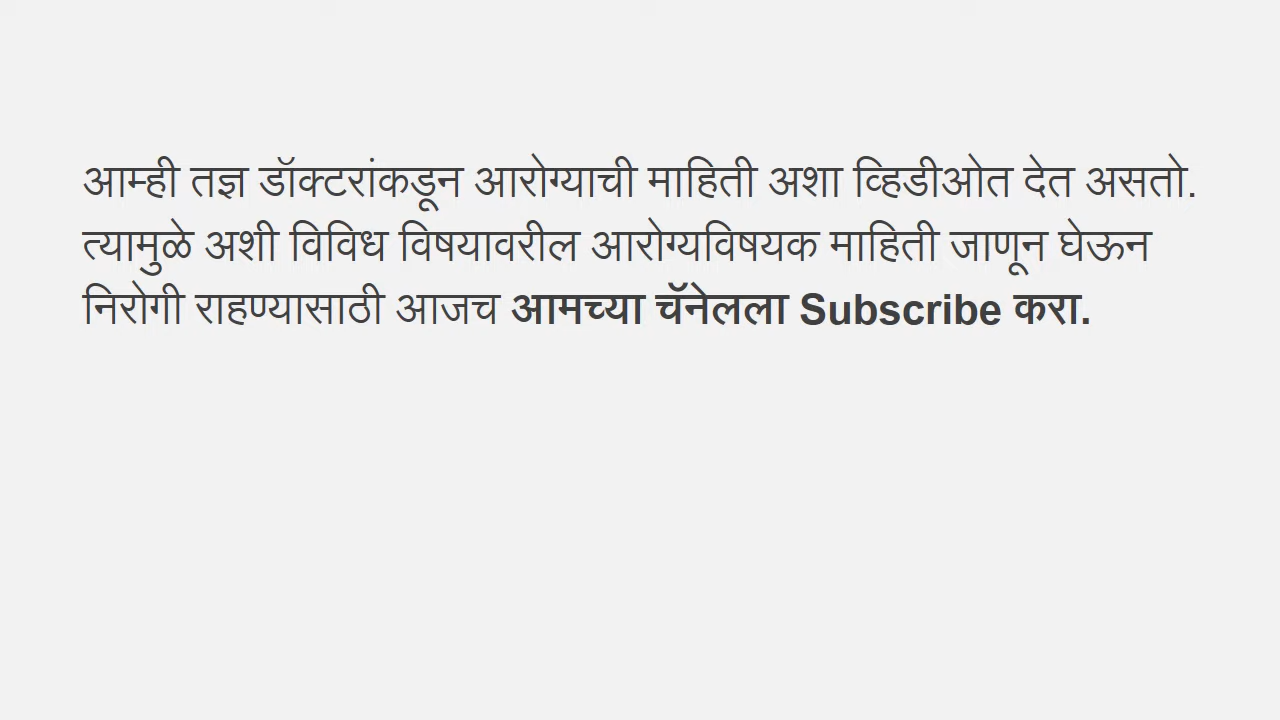 आम्ही तज्ञ डॉक्टरांकडून आरोग्याची माहिती अशा व्हिडीओत देत असतो.
त्यामुळे अशी विविध विषयावरील आरोग्यविषयक माहिती जाणून घेऊन
निरोगी राहण्यासाठी आजच आमच्या चॅनेलला Subscribe करा.